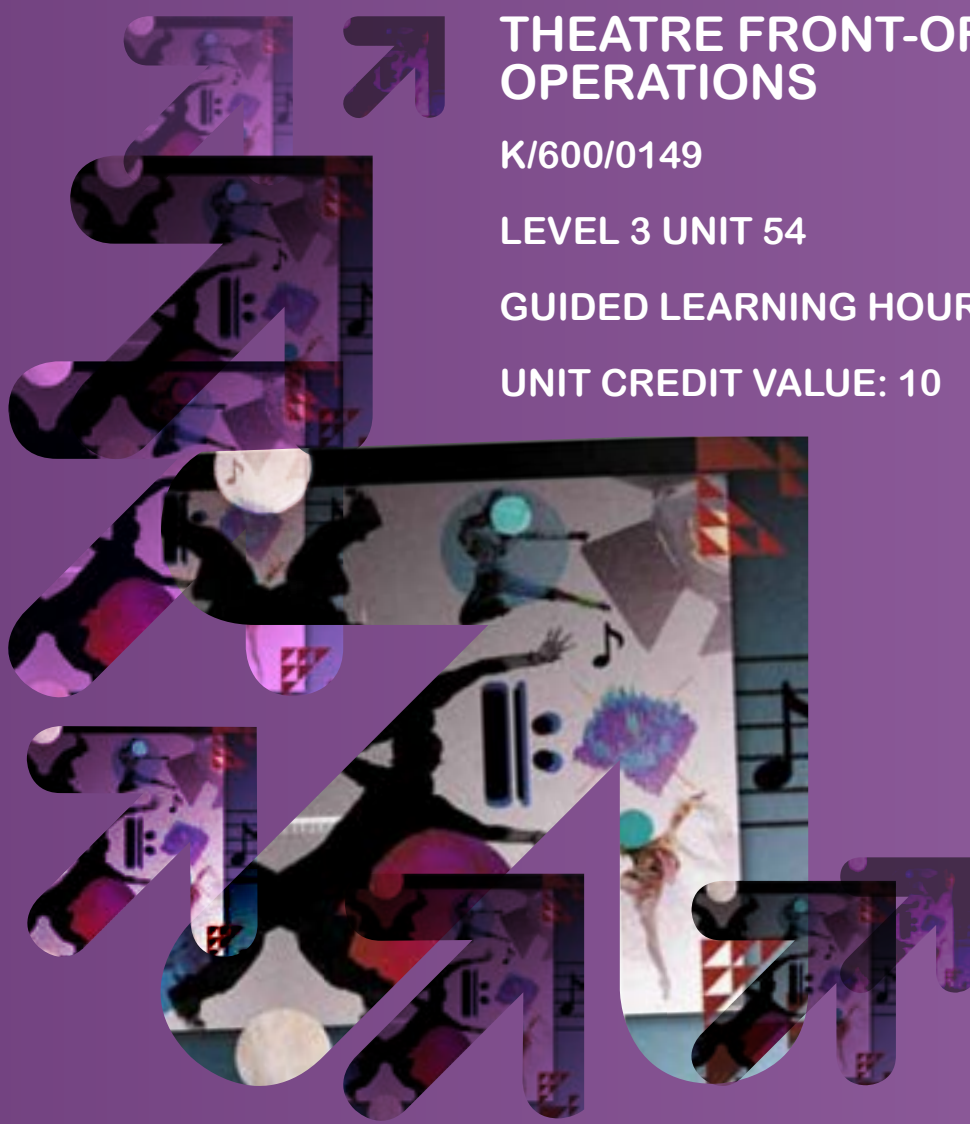 THEATRE FRONT-OF
OPERATIONS
K/600/0149
LEVEL 3 UNIT 54
GUIDED LEARNING HOUR
UNIT CREDIT VALUE: 10